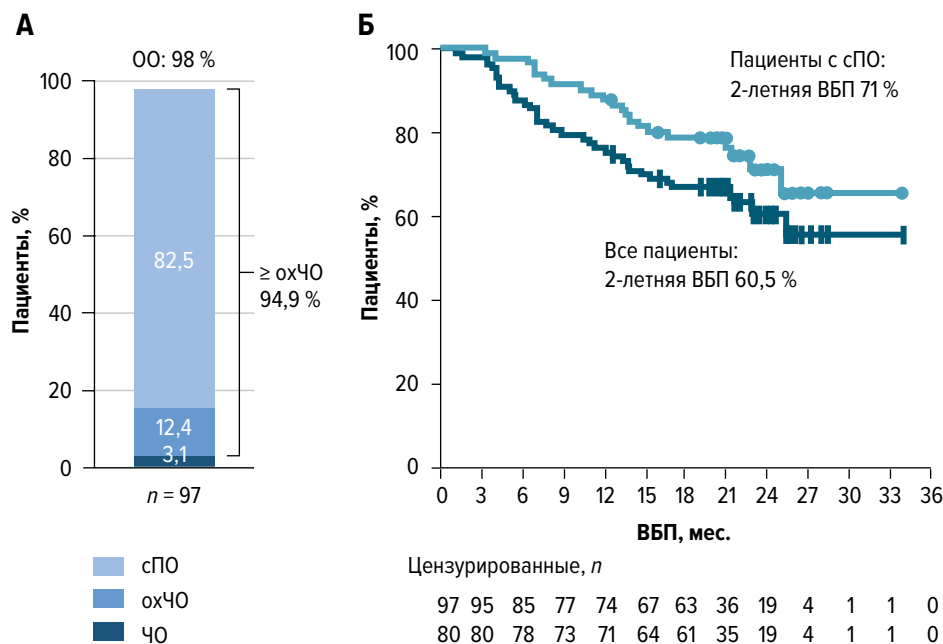 А
ОО: 98 %
Пациенты, %
100
80
60
40
20
0
82,5
12,4
3,1
≥ охЧО
94,9 %
n = 97
сПО
охЧО
ЧО
Б
Пациенты, %
100
80
60
40
20
0
Пациенты с сПО:
2-летняя ВБП 71 %
Все пациенты:
2-летняя ВБП 60,5 %
0 3 6 9 12 15 18 21 24 27 30 33 36
ВБП, мес.
Цензурированные, n
97 95 85 77 74 67 63 36 19 4 1 1 0
80 80 78 73 71 64 61 35 19 4 1 1 0